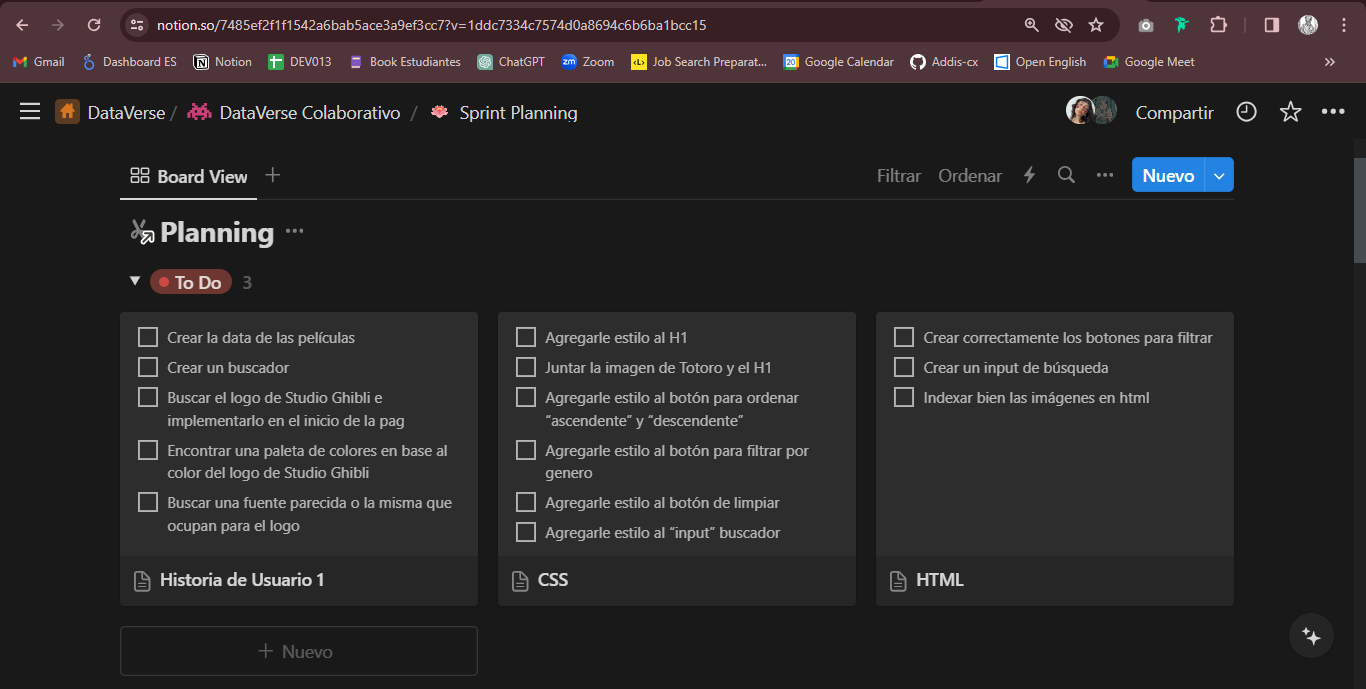 notion.so/7485ef2f1f1542a6bab5ace3a9ef3cc7?v=1ddc7334c7574d0a8694c6b6ba1bcc15
Gmail Dashboard ES Notion DEV013 Book Estudiantes ChatGPT zm Zoom Job Search Preparat... 20 Google Calendar Addis-cx Open English Google Meet »
DataVerse / DataVerse Colaborativo / Sprint Planning Compartir
Board View + Filtrar Ordenar Nuevo
Planning
To Do 3
Crear la data de las películas
Crear un buscador
Buscar el logo de Studio Ghibli e
implementarlo en el inicio de la pag
Encontrar una paleta de colores en base al
color del logo de Studio Ghibli
Buscar una fuente parecida o la misma que
ocupan para el logo
Historia de Usuario 1
Agregarle estilo al H1
Juntar la imagen de Totoro y el H1
Agregarle estilo al botón para ordenar
“ascendente” y “descendente”
Agregarle estilo al botón para filtrar por
genero
Agregarle estilo al botón de limpiar
Agregarle estilo al “input” buscador
CSS
Crear correctamente los botones para filtrar
Crear un input de búsqueda
Indexar bien las imágenes en html
HTML
+ Nuevo